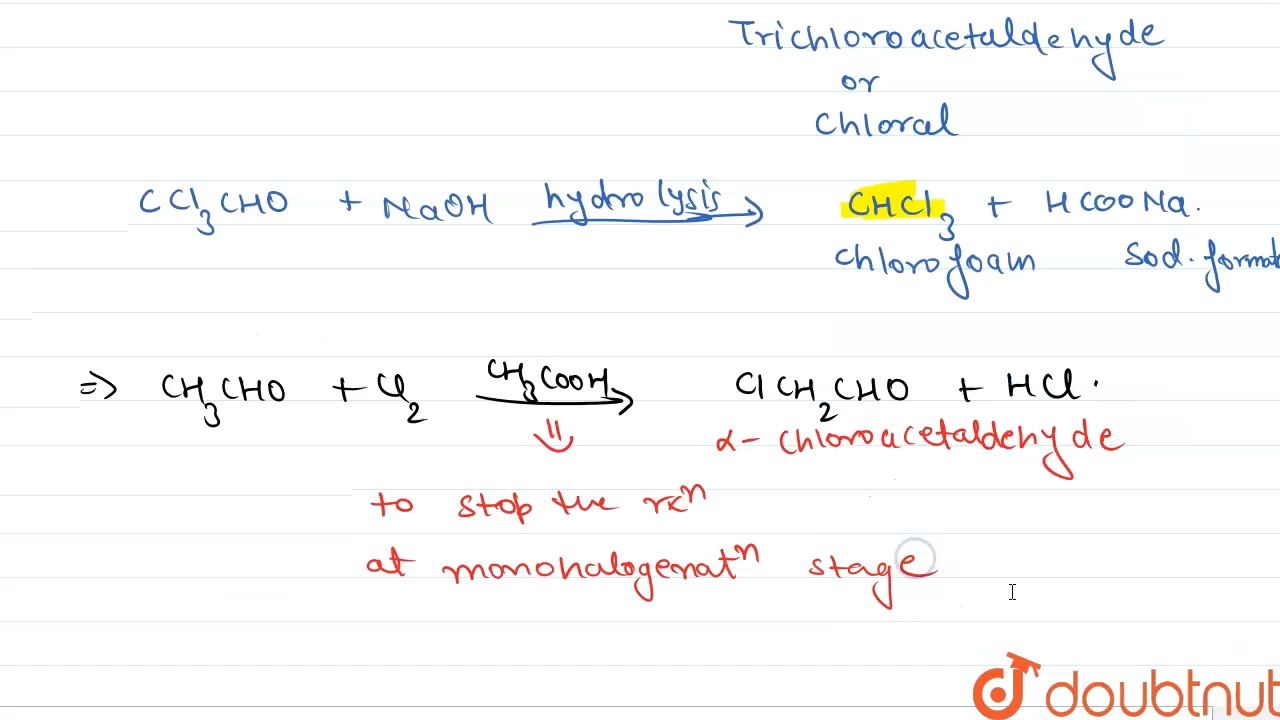 Trichloroacetaldehyde
or
Chloral
CCl3CHO + NaOH hydrolysis → CHCl3 + HCOONa.
Chlorofoam Sod. format
⇒ CH3CHO + Cl2 CH3COOH → ClCH2CHO + HCl.
α- Chloroacetaldehyde
to stop the rxn
at monohalogenatn stage
doubtnut